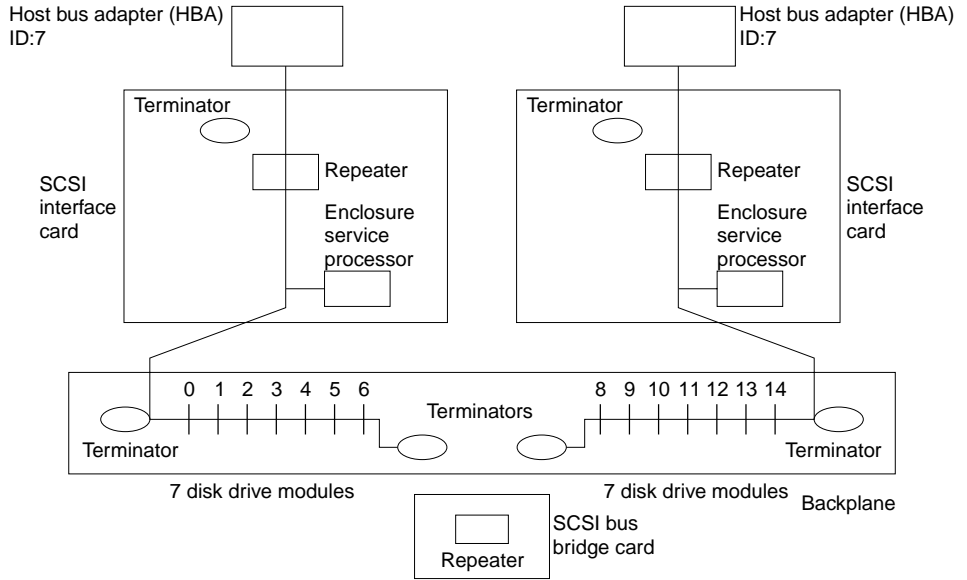 Host bus adapter (HBA)
ID:7
Host bus adapter (HBA)
ID:7
Terminator
Repeater
Enclosure
service
processor
SCSI
interface
card
Terminator
Repeater
Enclosure
service
processor
SCSI
interface
card
0 1 2 3 4 5 6
Terminators
8 9 10 11 12 13 14
Terminator
Terminator
7 disk drive modules
7 disk drive modules
Backplane
SCSI bus
bridge card
Repeater